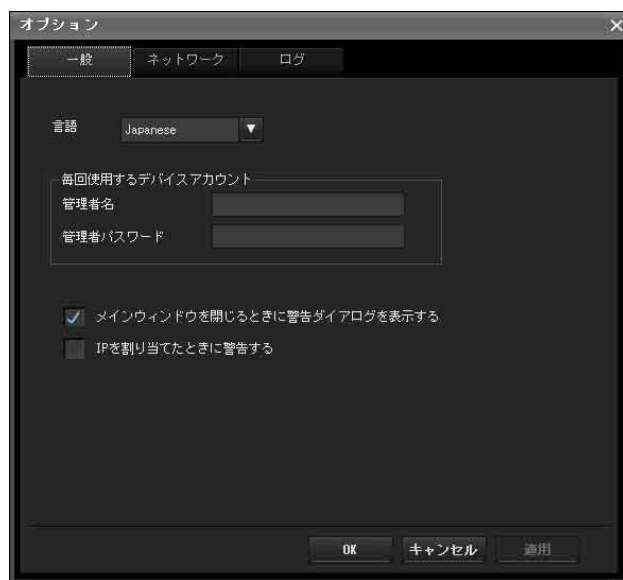 オプション
一般 ネットワーク ログ
言語 Japanese
毎回使用するデバイスアカウント
管理者名
管理者パスワード
メインウィンドウを閉じるときに警告ダイアログを表示する
IPを割り当てたときに警告する
OK キャンセル 適用